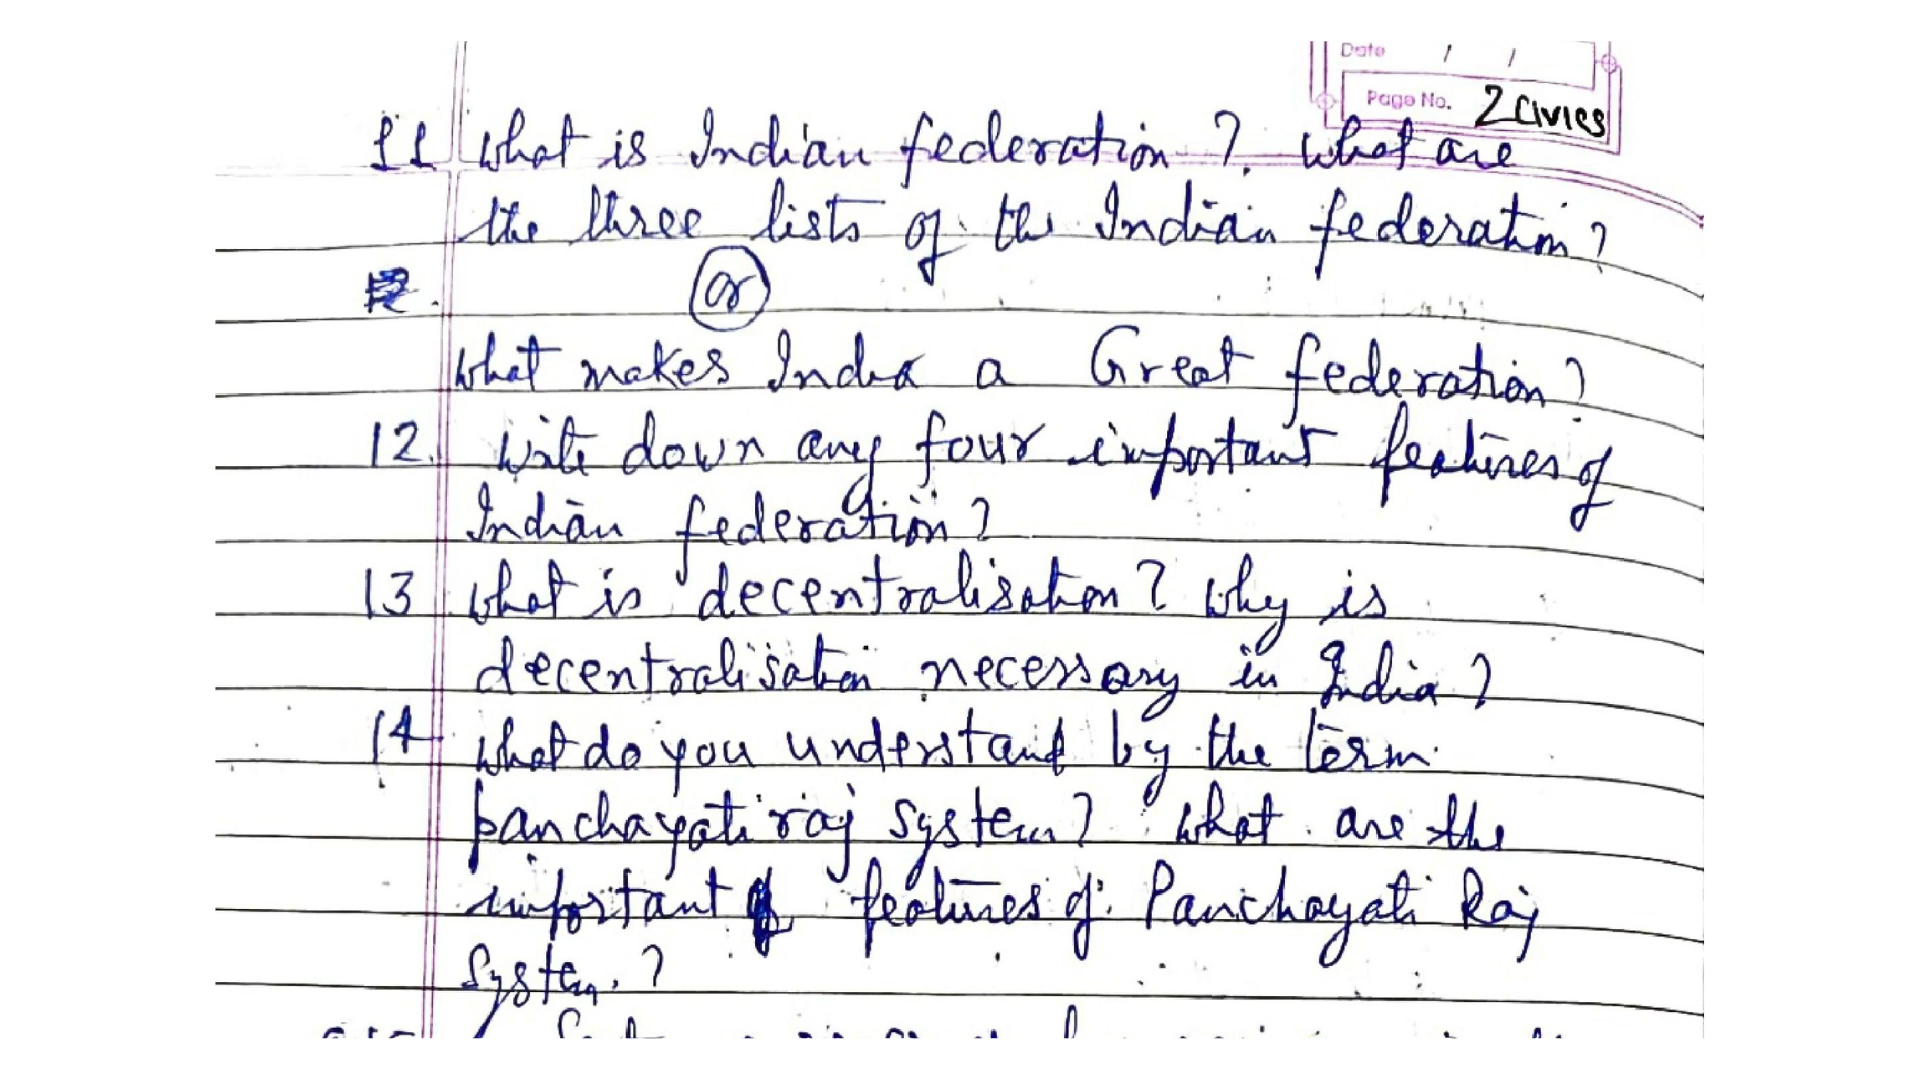 Date / /
Page No. 2 Civics
11 What is Indian federation? What are
the three lists of the Indian federation?
12.
or
What makes India a Great federation?
12. Write down any four important features of
Indian federation?
13 What is decentralisation? Why is
decentralisation necessary in India?
14 What do you understand by the term
panchayati raj system? What are the
important features of Panchayati Raj
System.?